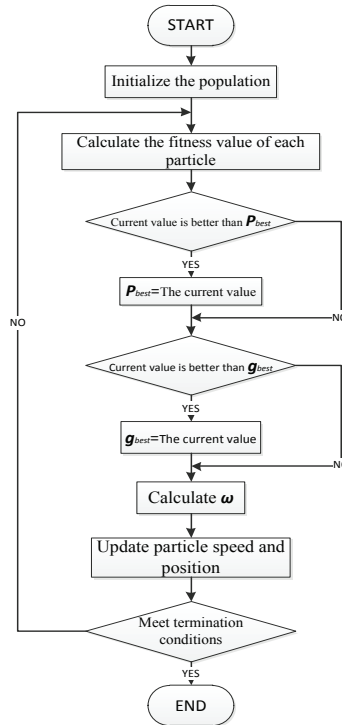 START
Initialize the population
Calculate the fitness value of each
particle
Current value is better than Pbest
YES
NO
Pbest=The current value
NO
Current value is better than gbest
YES
gbest=The current value
NO
Calculate ω
Update particle speed and
position
Meet termination
conditions
YES
END